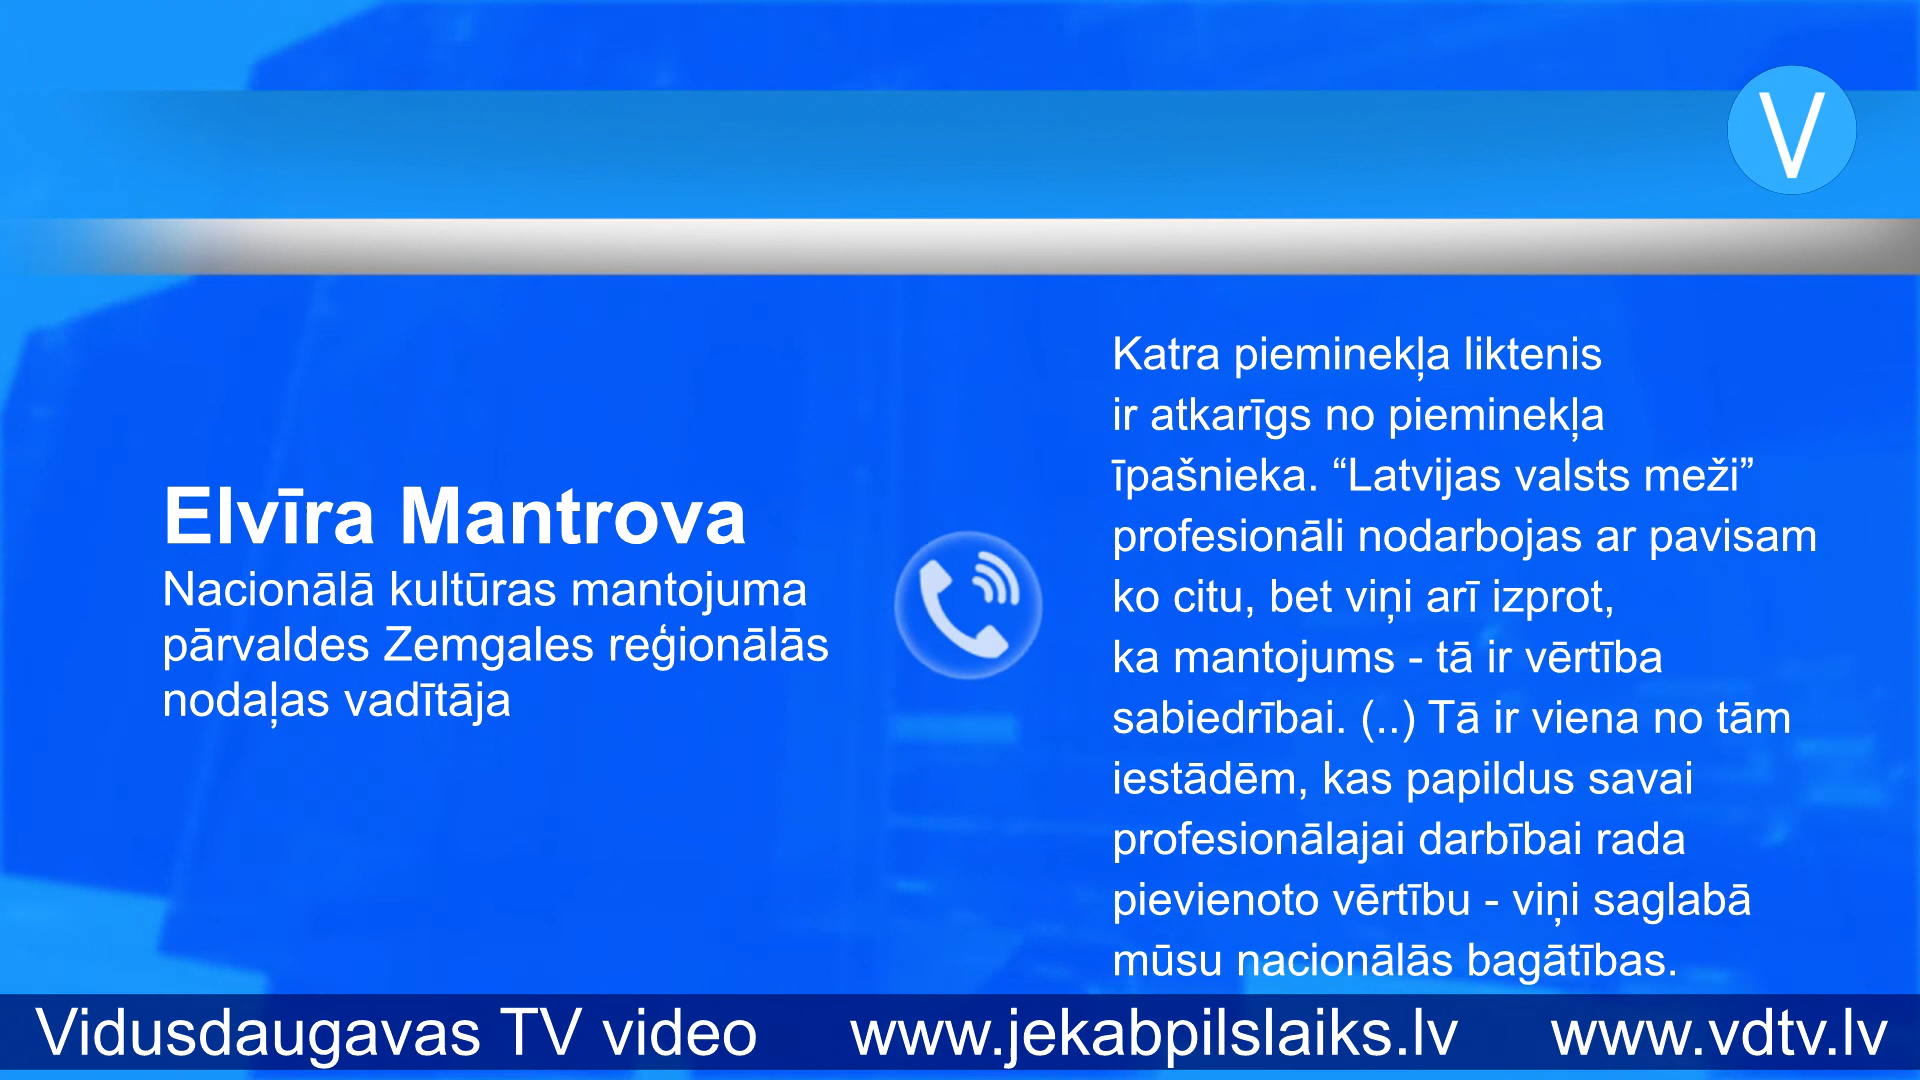 V
Elvīra Mantrova
Nacionālā kultūras mantojuma
pārvaldes Zemgales reģionālās
nodaļas vadītāja
Katra pieminekļa liktenis
ir atkarīgs no pieminekļa
īpašnieka. “Latvijas valsts meži”
profesionāli nodarbojas ar pavisam
ko citu, bet viņi arī izprot,
ka mantojums - tā ir vērtība
sabiedrībai. (..) Tā ir viena no tām
iestādēm, kas papildus savai
profesionālajai darbībai rada
pievienoto vērtību - viņi saglabā
mūsu nacionālās bagātības.
Vidusdaugavas TV video www.jekabpilslaiks.lv www.vdtv.lv